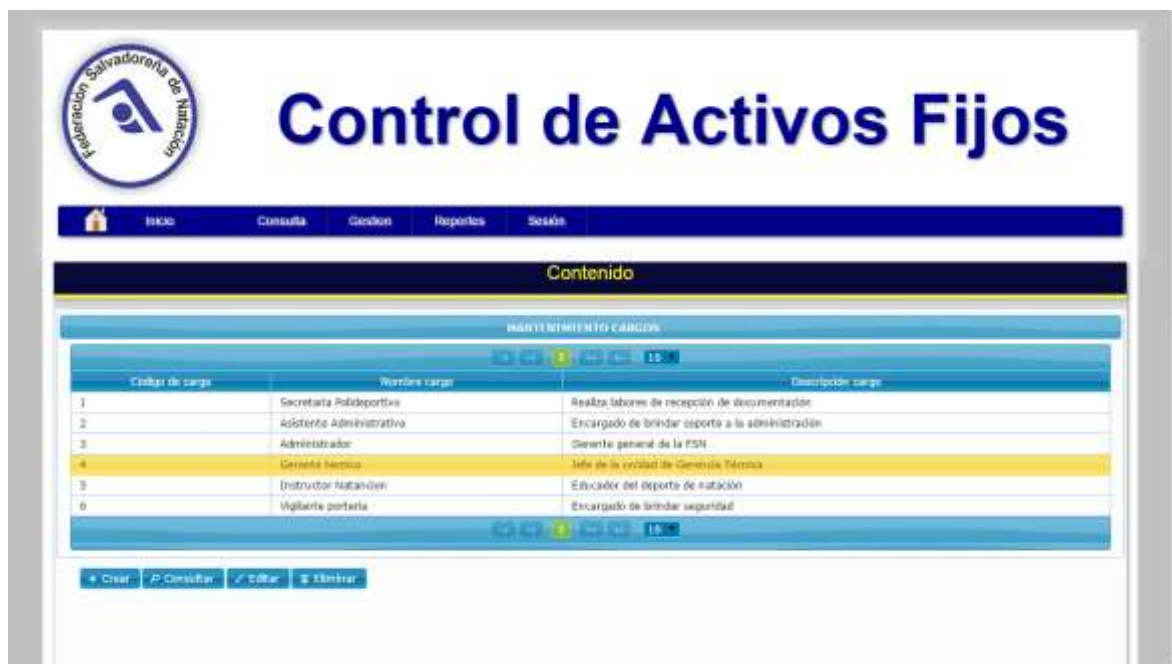 Federación Salvadoreña de Natación
Control de Activos Fijos
Inicio Consulta Gestion Reportes Sesión
Contenido
MANTENIMIENTO CARGOS
1 10
Código de cargo Nombre cargo Descripción cargo
1 Secretaria Polideportivo Realiza labores de recepción de documentación
2 Asistente Administrativa Encargado de brindar soporte a la administración
3 Administrador Gerente general de la FSN
4 Gerente técnico Jefe de la unidad de Gerencia Técnica
5 Instructor Natancion Educador del deporte de natación
6 Vigilante porteria Encargado de brindar seguridad
1 10
+ Crear Consultar Editar Eliminar